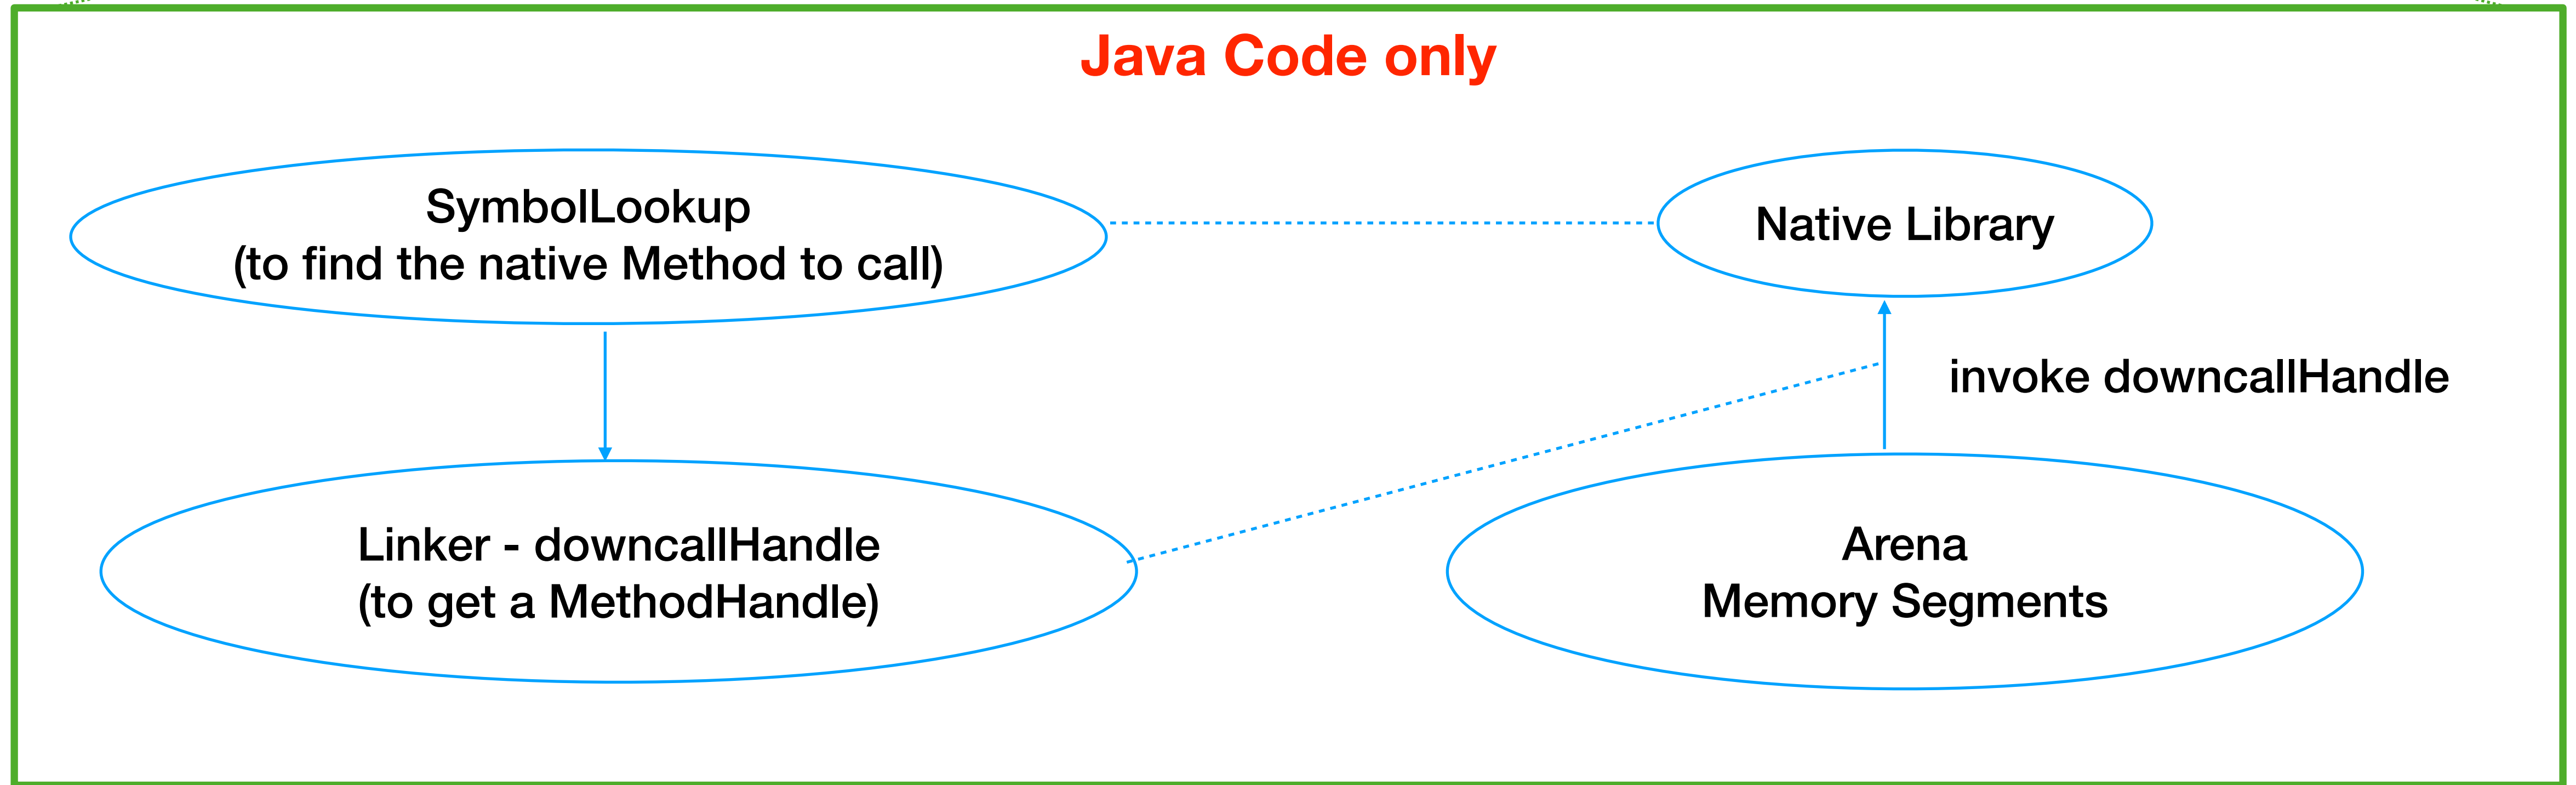 Java Code only
SymbolLookup
(to find the native Method to call)
Native Library
invoke downcallHandle
Linker - downcallHandle
(to get a MethodHandle)
Arena
Memory Segments